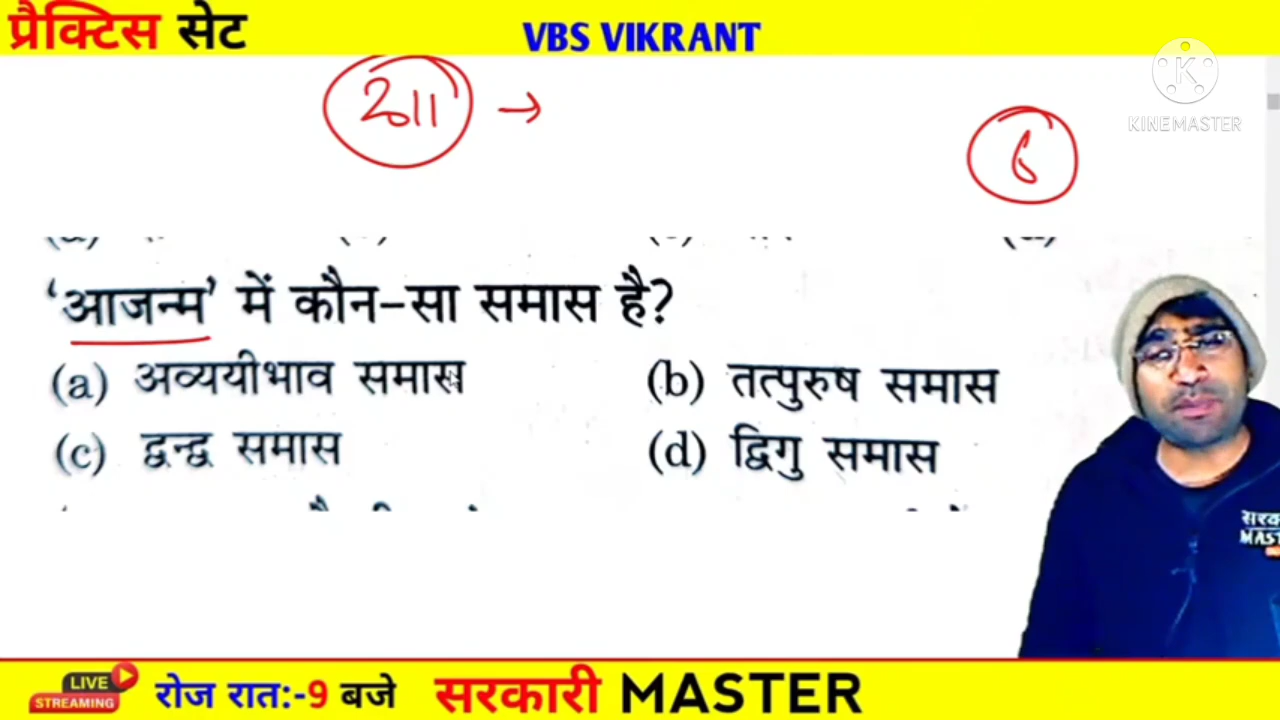 प्रैक्टिस सेट
VBS VIKRANT
KINEMASTER
2011 →
6
'आजन्म' में कौन-सा समास है?
(a) अव्ययीभाव समास (b) तत्पुरुष समास
(c) द्वन्द्व समास (d) द्विगु समास
MAST
LIVE
STREAMING
रोज रात:-9 बजे सरकारी MASTER